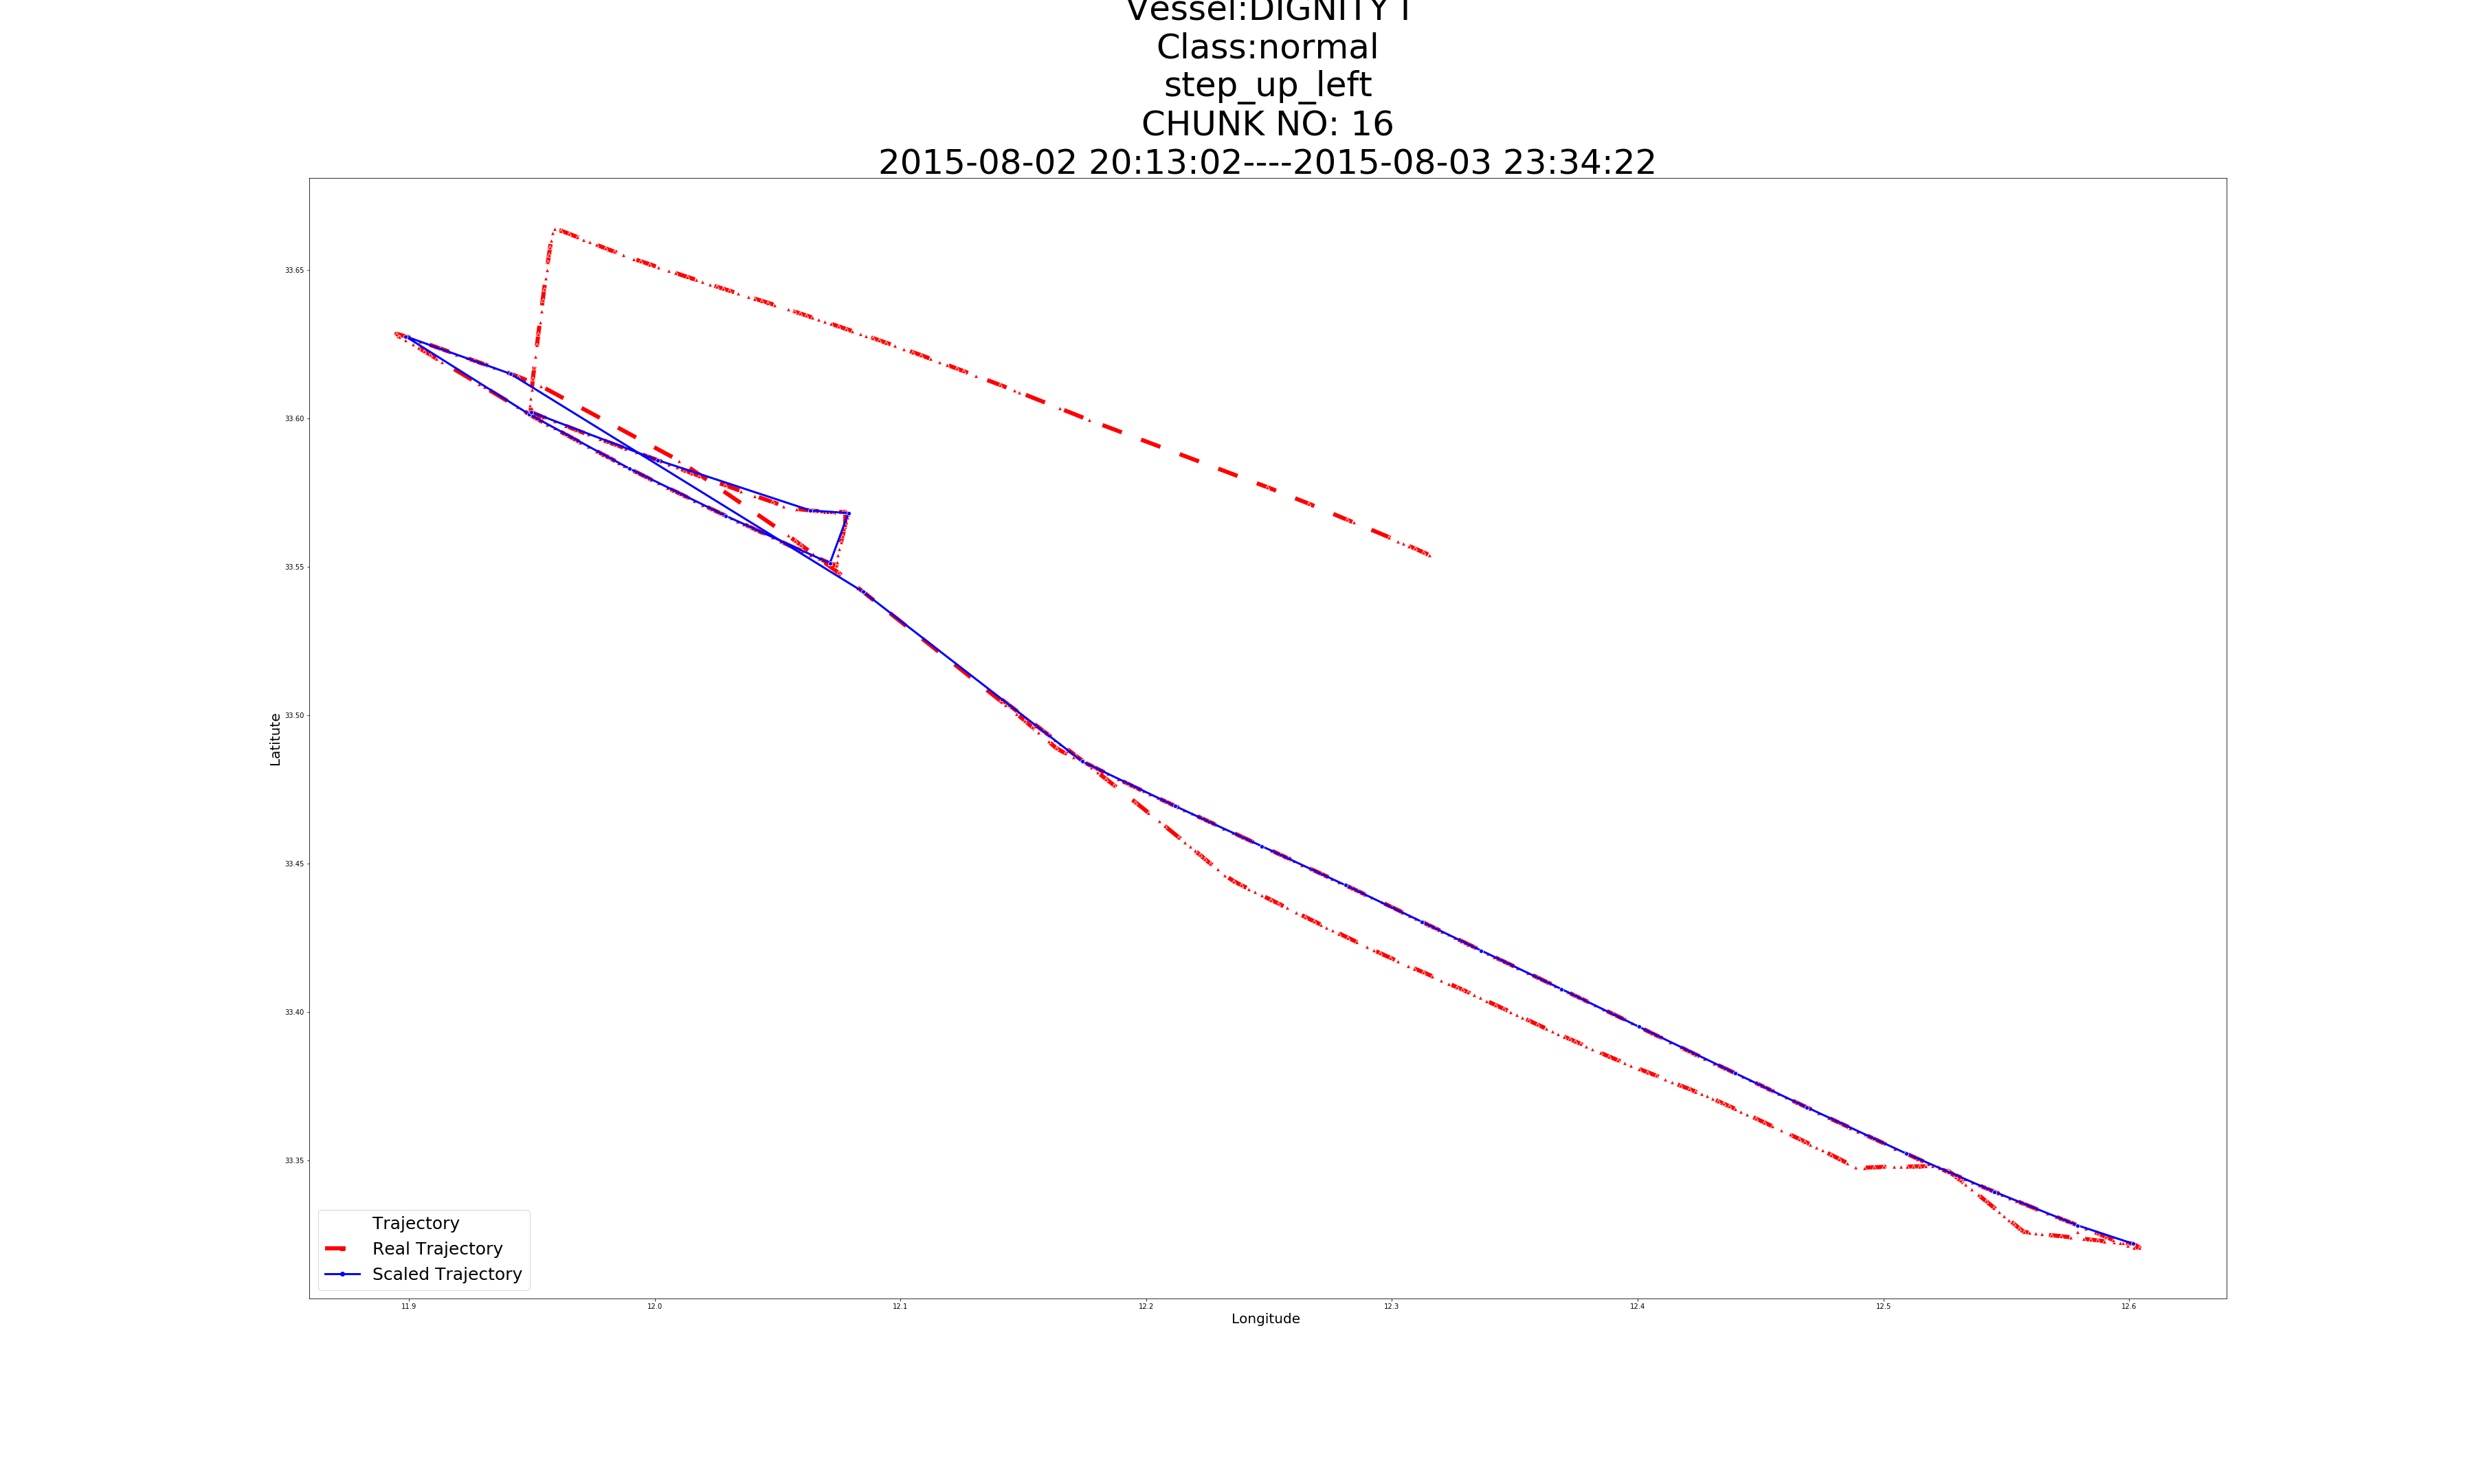 Vessel:DIGNITY I
Class:normal
step_up_left
CHUNK NO: 16
2015-08-02 20:13:02----2015-08-03 23:34:22
33.65
33.60
33.55
33.50
33.45
33.40
33.35
Latitute
Trajectory
Real Trajectory
Scaled Trajectory
11.9 12.0 12.1 12.2 12.3 12.4 12.5 12.6
Longitude